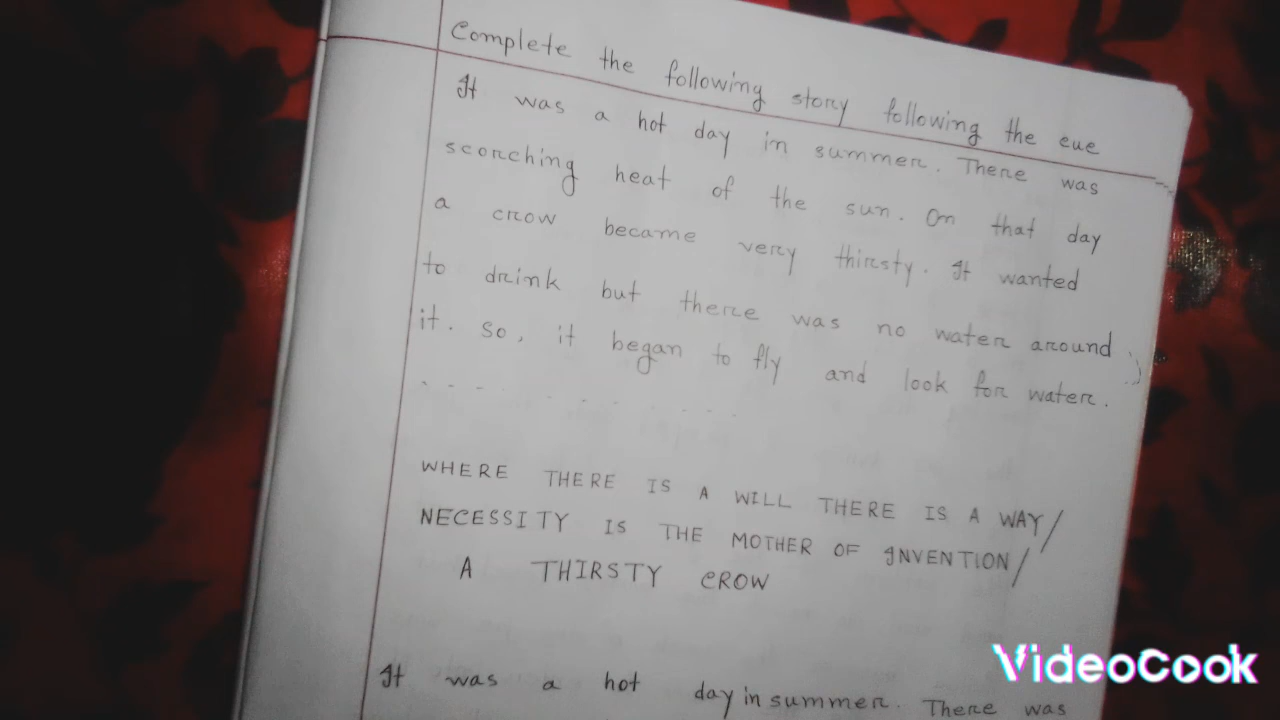 Complete the following story following the cue
It was a hot day in summer. There was
scorching heat of the sun. On that day
a crow became very thirsty. It wanted
to drink but there was no water around
it. So, it began to fly and look for water.
. - - - . - - - - - -
WHERE THERE IS A WILL THERE IS A WAY/
NECESSITY IS THE MOTHER OF INVENTION/
A THIRSTY CROW
It was a hot day in summer. There was
VideoCook